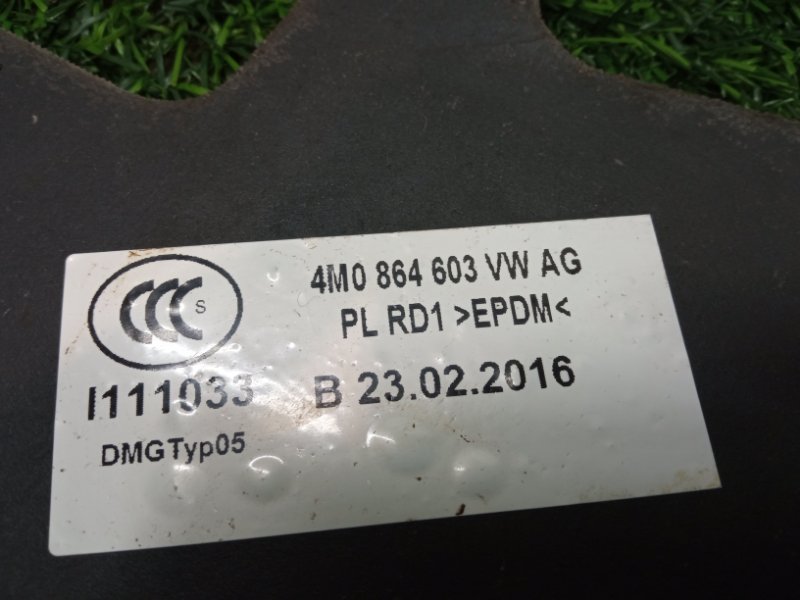 CCC S
4M0 864 603 VW AG
PL RD1 >EPDM<
I111033 B 23.02.2016
DMGTyp05